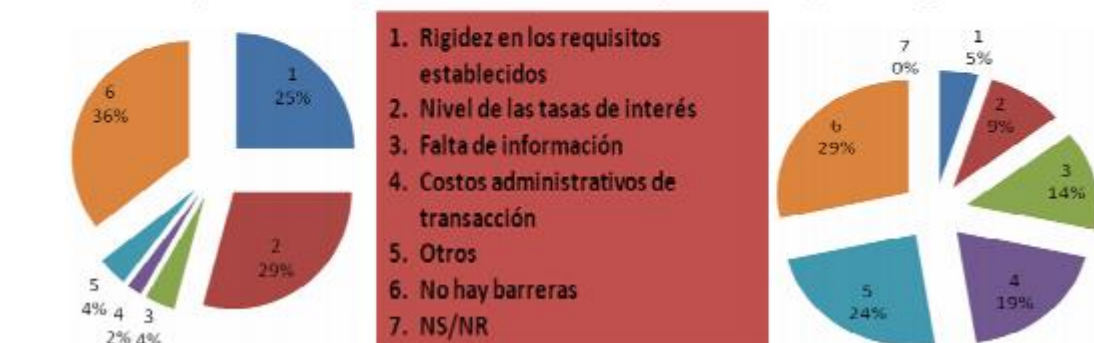 1
25%
6
36%
2
29%
5
4%
4
2%
3
4%
1. Rigidez en los requisitos
establecidos
2. Nivel de las tasas de interés
3. Falta de información
4. Costos administrativos de
transacción
5. Otros
6. No hay barreras
7. NS/NR
7
0%
1
5%
2
9%
6
29%
3
14%
5
24%
4
19%